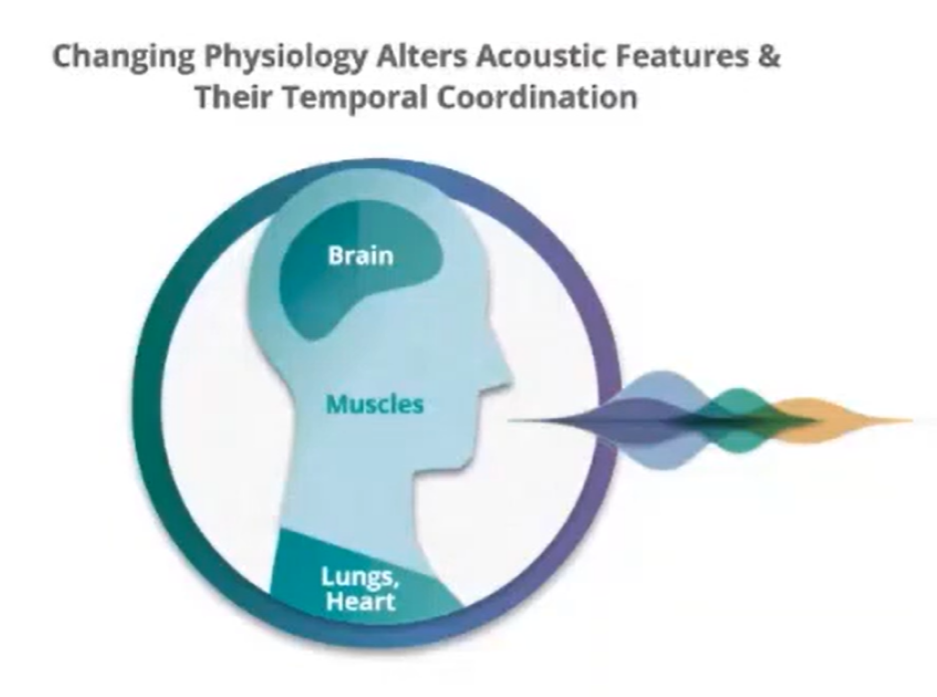 Changing Physiology Alters Acoustic Features &
Their Temporal Coordination
Brain
Muscles
Lungs,
Heart